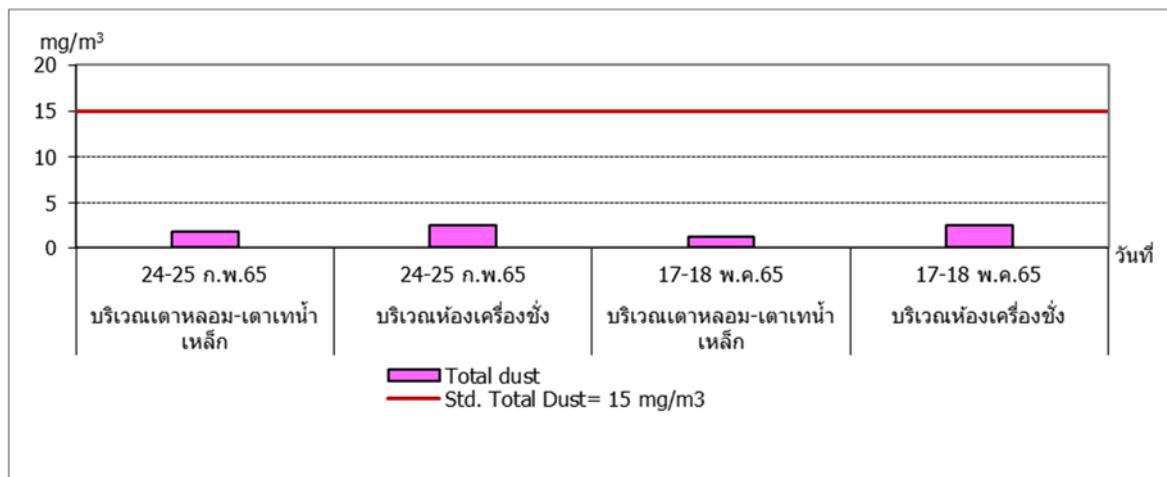 mg/m³
20
15
10
5
0
24-25 ก.พ.65 24-25 ก.พ.65 17-18 พ.ค.65 17-18 พ.ค.65
วันที่
บริเวณเตาหลอม-เตาเทน้ำ บริเวณห้องเครื่องชั่ง บริเวณเตาหลอม-เตาเทน้ำ บริเวณห้องเครื่องชั่ง
เหล็ก เหล็ก
Total dust
Std. Total Dust= 15 mg/m3